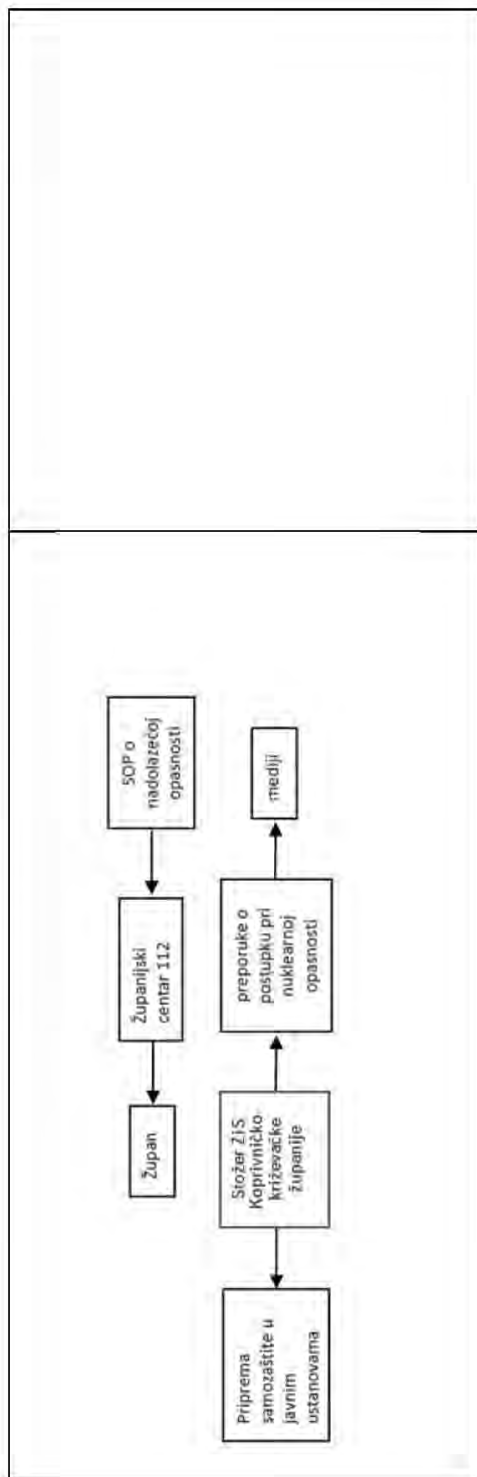 Župan
Županijski
centar 112
SOP o
nadolazećoj
opasnosti
Priprema
samozaštite u
javnim
ustanovama
Stožer ZiS
Koprivničko-
križevačke
županije
preporuke o
postupku pri
nuklearnoj
opasnosti
mediji